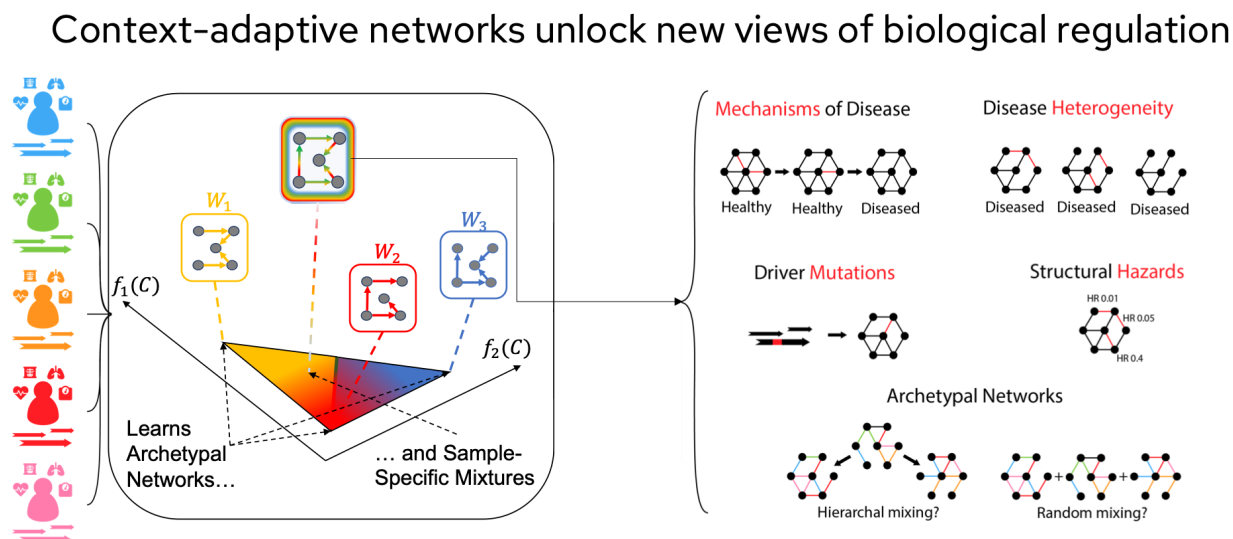 Context-adaptive networks unlock new views of biological regulation
W₁
W₂
W₃
f₁(C)
f₂(C)
Learns
Archetypal
Networks…
… and Sample-
Specific Mixtures
Mechanisms of Disease
Healthy
Healthy
Diseased
Disease Heterogeneity
Diseased
Diseased
Diseased
Driver Mutations
Structural Hazards
HR 0.01
HR 0.05
HR 0.4
Archetypal Networks
+
+
Hierarchal mixing?
Random mixing?